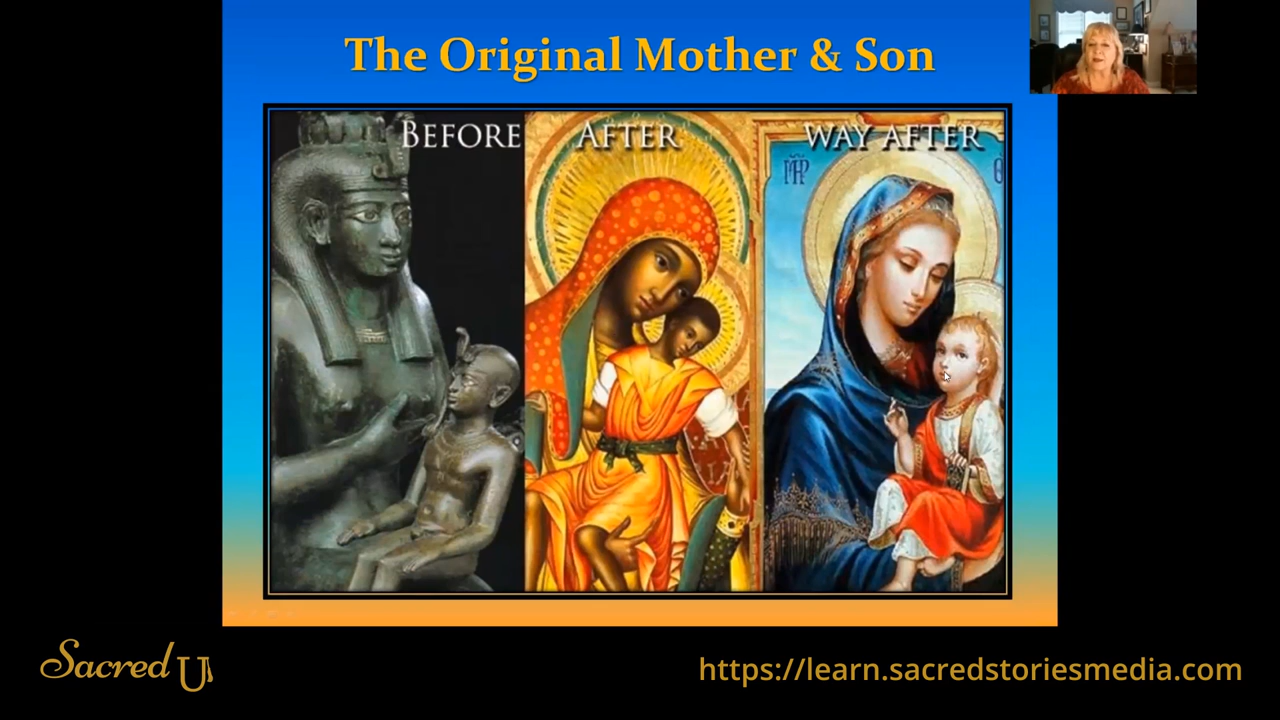 The Original Mother & Son
BEFORE
AFTER
WAY AFTER
Sacred U
https://learn.sacredstoriesmedia.com